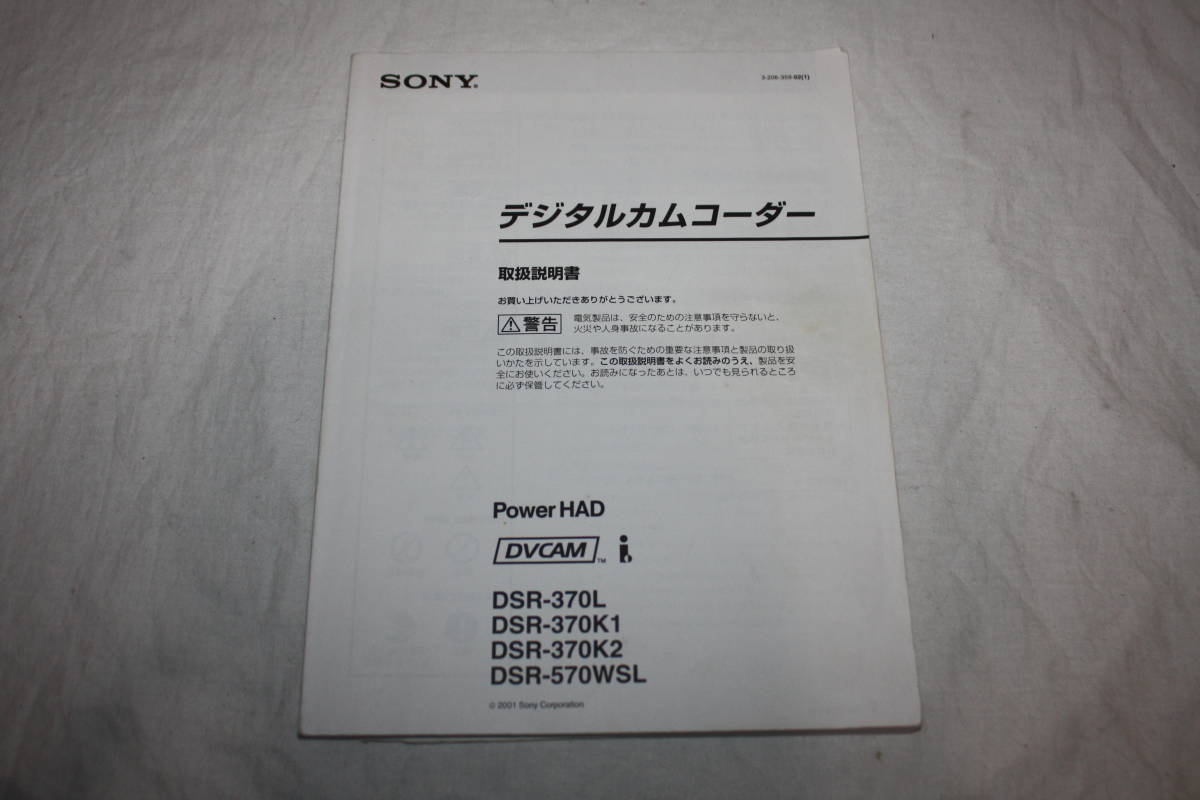 SONY®
3-206-359-02(1)
デジタルカムコーダー
取扱説明書
お買い上げいただきありがとうございます。
警告
電気製品は、安全のための注意事項を守らないと、
火災や人身事故になることがあります。
この取扱説明書には、事故を防ぐための重要な注意事項と製品の取り扱
いかたを示しています。この取扱説明書をよくお読みのうえ、製品を安
全にお使いください。お読みになったあとは、いつでも見られるところ
に必ず保管してください。
Power HAD
DVCAM™
DSR-370L
DSR-370K1
DSR-370K2
DSR-570WSL
© 2001 Sony Corporation